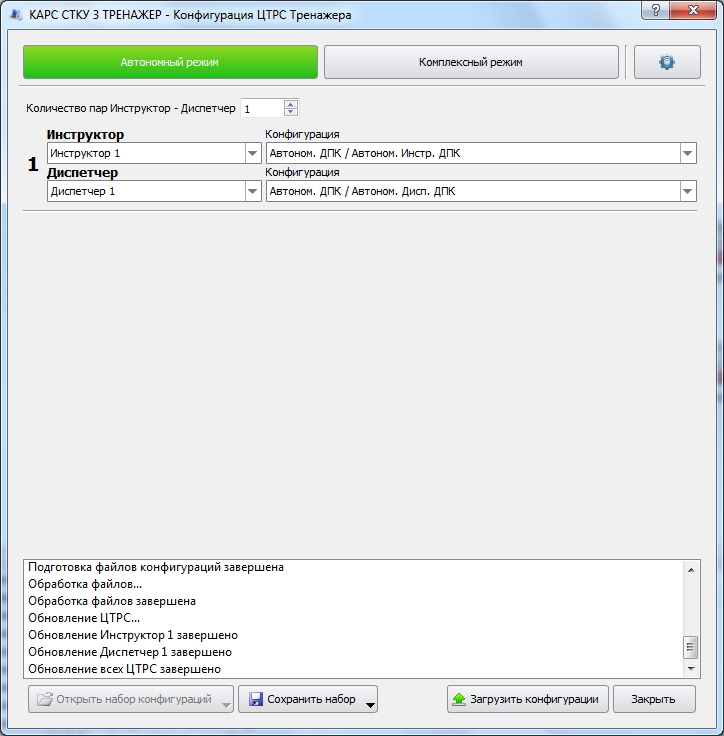 КАРС СТКУ 3 ТРЕНАЖЕР - Конфигурация ЦТРС Тренажера
Автономный режим
Комплексный режим
Количество пар Инструктор - Диспетчер 1
Инструктор Конфигурация
1
Инструктор 1 Автоном. ДПК / Автоном. Инстр. ДПК
Диспетчер Конфигурация
Диспетчер 1 Автоном. ДПК / Автоном. Дисп. ДПК
Подготовка файлов конфигураций завершена
Обработка файлов...
Обработка файлов завершена
Обновление ЦТРС...
Обновление Инструктор 1 завершено
Обновление Диспетчер 1 завершено
Обновление всех ЦТРС завершено
Открыть набор конфигураций Сохранить набор Загрузить конфигурации Закрыть